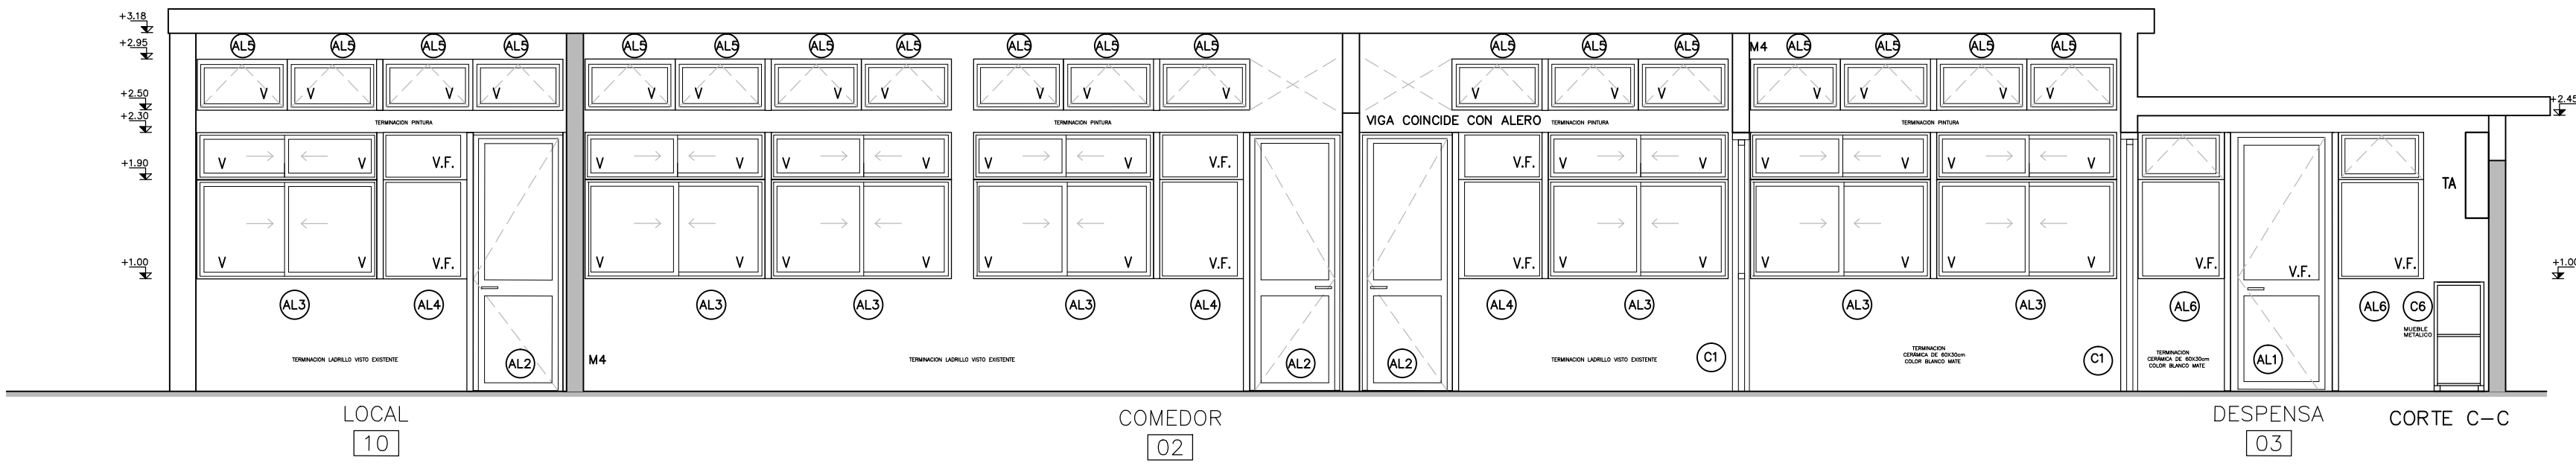 +3.18
+2.95
+2.50
+2.30
+1.90
+1.00
AL5 AL5 AL5 AL5 AL5 AL5 AL5 AL5 AL5 AL5 AL5 AL5 AL5 AL5 M4 AL5 AL5 AL5 AL5
V V V V V V V V V V V V V V V V V V
+2.45
TERMINACION PINTURA
TERMINACION PINTURA
VIGA COINCIDE CON ALERO
TERMINACION PINTURA
TERMINACION PINTURA
V V V.F. V V V V V V V.F. V.F. V V V V V V
TA
V V V.F. V V V V V V V.F. V.F. V V V V V V V.F. V.F. V.F.
+1.00
AL3 AL4 AL3 AL3 AL3 AL4 AL4 AL3 AL3 AL3 AL6 AL6 C6
MUEBLE
METALICO
TERMINACION LADRILLO VISTO EXISTENTE
AL2
M4
TERMINACION LADRILLO VISTO EXISTENTE
AL2
AL2
TERMINACION LADRILLO VISTO EXISTENTE
C1
TERMINACION
CERÁMICA DE 60X30cm
COLOR BLANCO MATE
C1
TERMINACION
CERÁMICA DE 60X30cm
COLOR BLANCO MATE
AL1
LOCAL
10
COMEDOR
02
DESPENSA
03
CORTE C-C